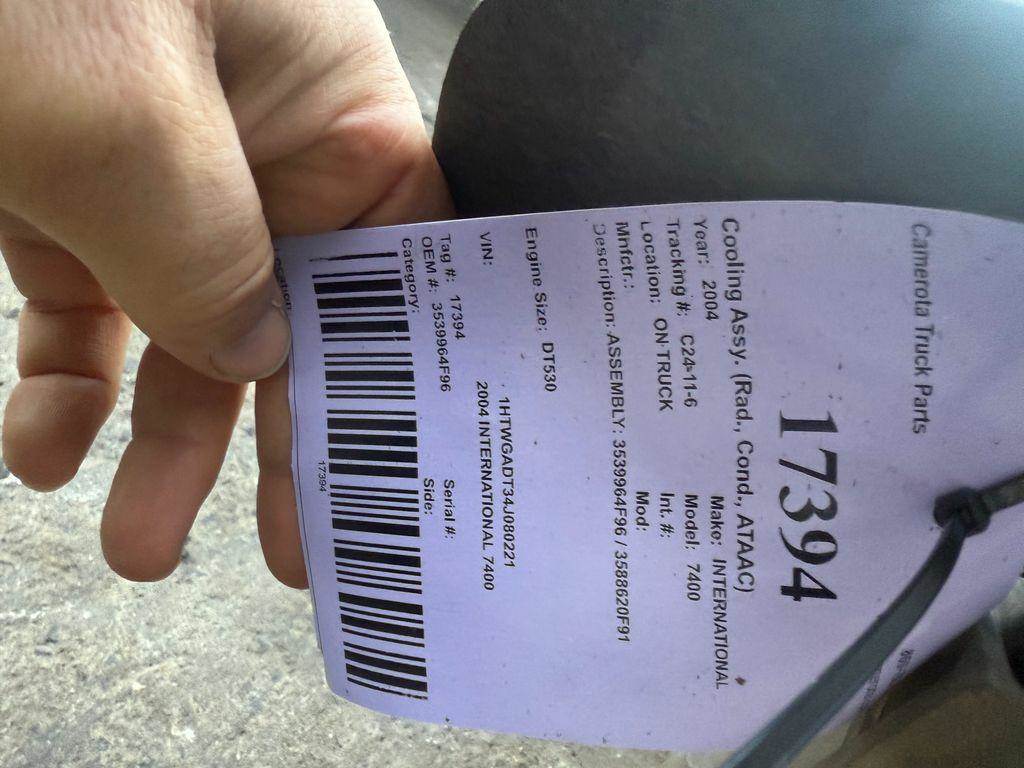 Camerota Truck Parts
17394
Cooling Assy. (Rad., Cond., ATAAC)
Year: 2004 Make: INTERNATIONAL
Tracking #: C24-11-6 Model: 7400
Location: ON TRUCK Int. #:
Mnfctr.: Mod:
Description: ASSEMBLY: 3539964F96 / 3588620F91
Engine Size: DT530
VIN: 1HTWGADT34J080221
2004 INTERNATIONAL 7400
Tag #: 17394 Serial #:
OEM #: 3539964F96 Side:
Category:
17394